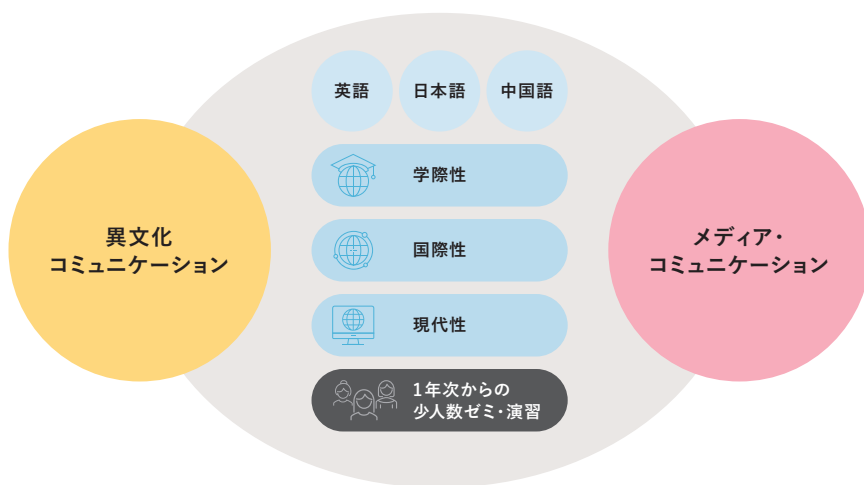 英語
日本語
中国語
学際性
国際性
現代性
1年次からの
少人数ゼミ・演習
異文化
コミュニケーション
メディア・
コミュニケーション